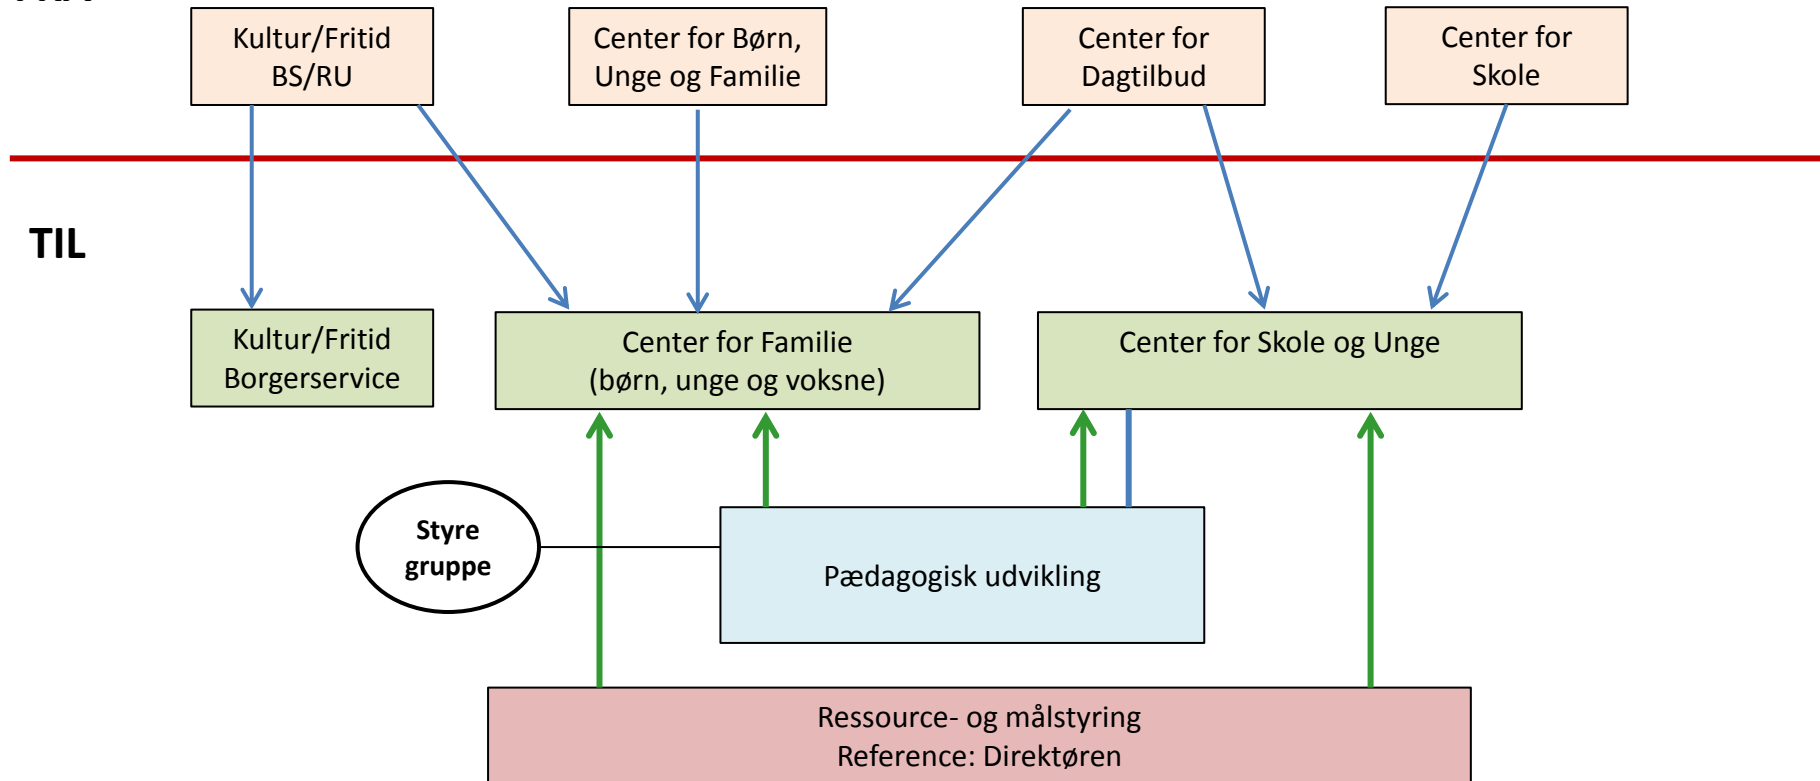 Kultur/Fritid
BS/RU
Center for Børn,
Unge og Familie
Center for
Dagtilbud
Center for
Skole
TIL
Kultur/Fritid
Borgerservice
Center for Familie
(børn, unge og voksne)
Center for Skole og Unge
Styre
gruppe
Pædagogisk udvikling
Ressource- og målstyring
Reference: Direktøren